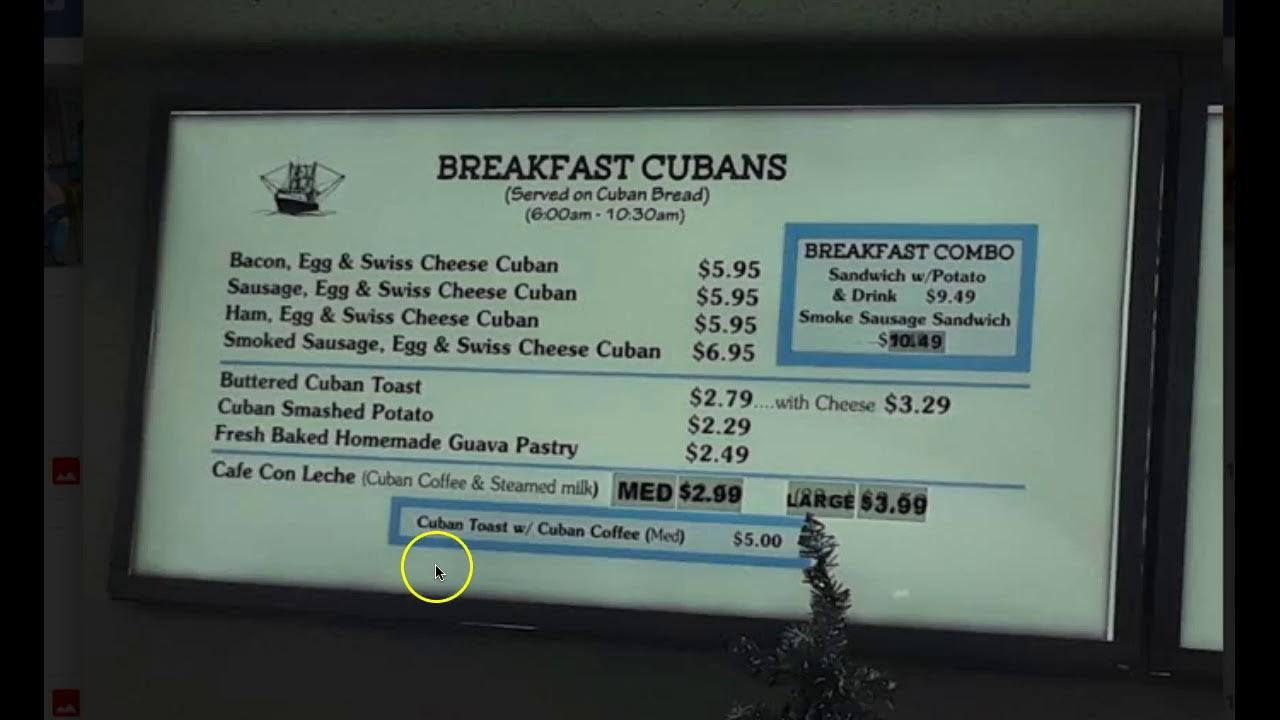 BREAKFAST CUBANS
(Served on Cuban Bread)
(6:00am - 10:30am)
Bacon, Egg & Swiss Cheese Cuban $5.95
Sausage, Egg & Swiss Cheese Cuban $5.95
Ham, Egg & Swiss Cheese Cuban $5.95
Smoked Sausage, Egg & Swiss Cheese Cuban $6.95
BREAKFAST COMBO
Sandwich w/Potato
& Drink $9.49
Smoke Sausage Sandwich
$10.49
Buttered Cuban Toast $2.79....with Cheese $3.29
Cuban Smashed Potato $2.29
Fresh Baked Homemade Guava Pastry $2.49
Cafe Con Leche (Cuban Coffee & Steamed milk) MED $2.99 LARGE $3.99
Cuban Toast w/ Cuban Coffee (Med) $5.00